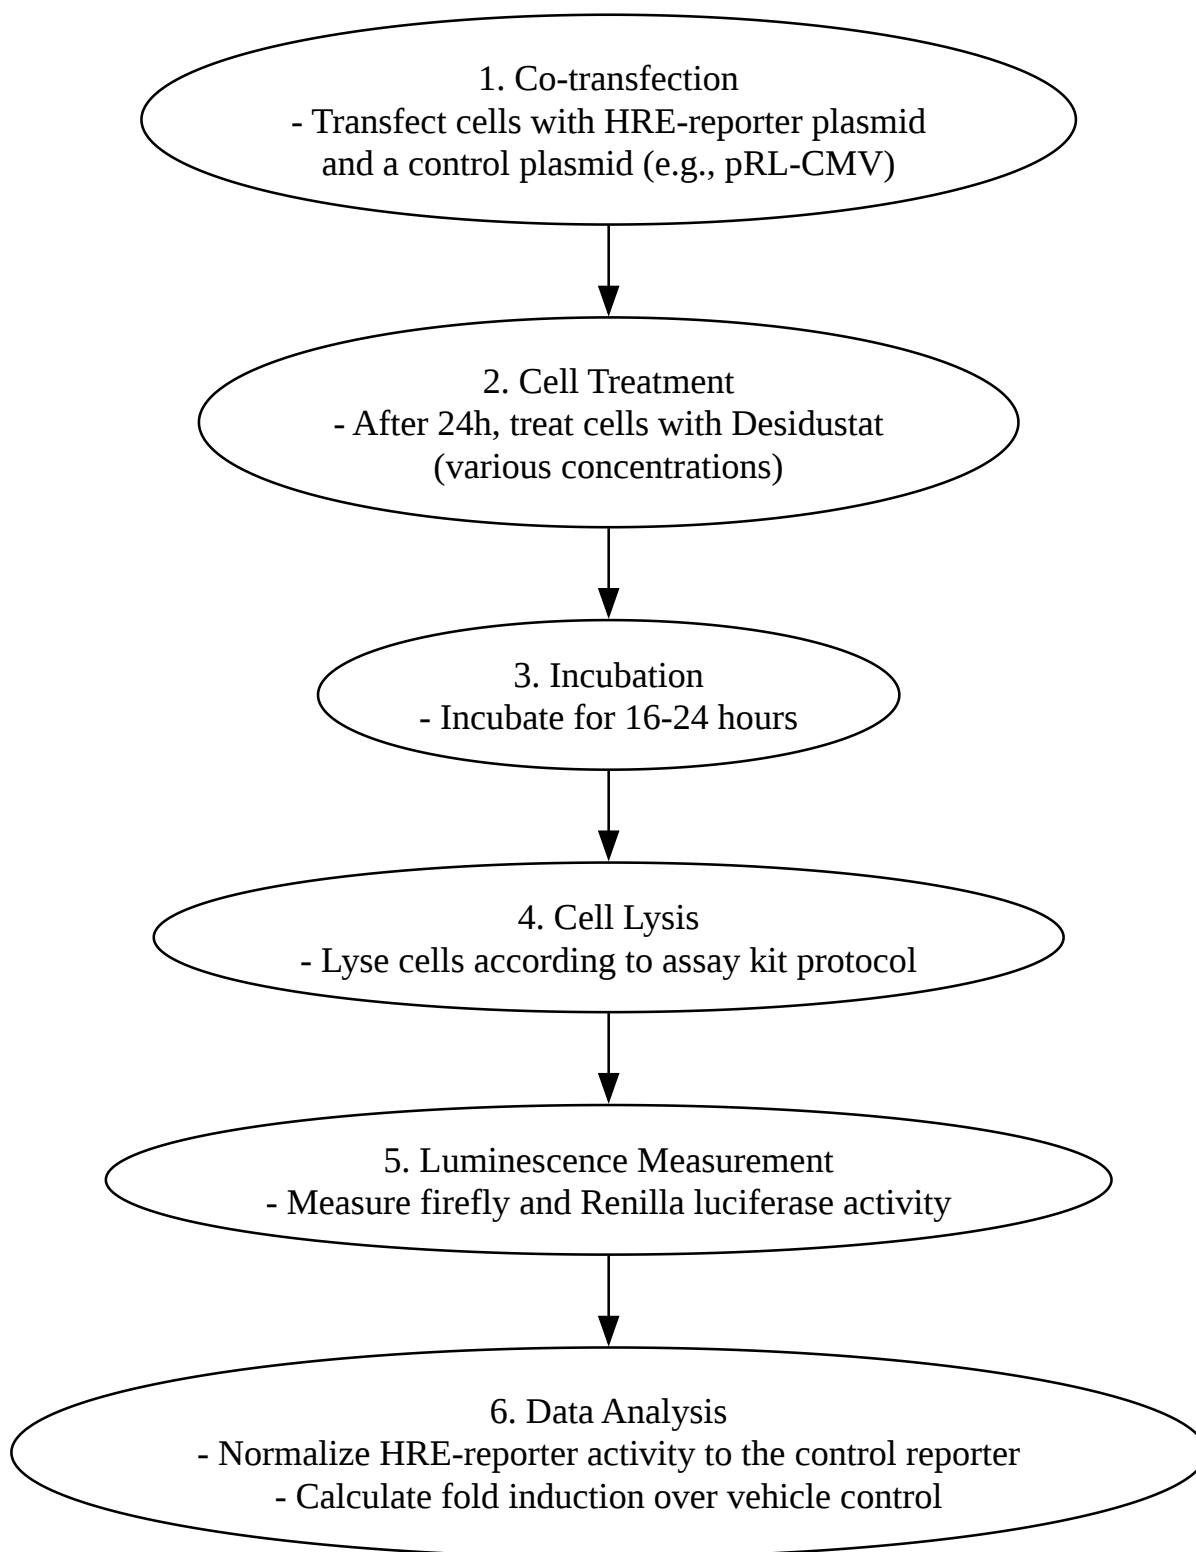 1. Co-transfection
- Transfect cells with HRE-reporter plasmid
and a control plasmid (e.g., pRL-CMV)
2. Cell Treatment
- After 24h, treat cells with Desidustat
(various concentrations)
3. Incubation
- Incubate for 16-24 hours
4. Cell Lysis
- Lyse cells according to assay kit protocol
5. Luminescence Measurement
- Measure firefly and Renilla luciferase activity
6. Data Analysis
- Normalize HRE-reporter activity to the control reporter
- Calculate fold induction over vehicle control